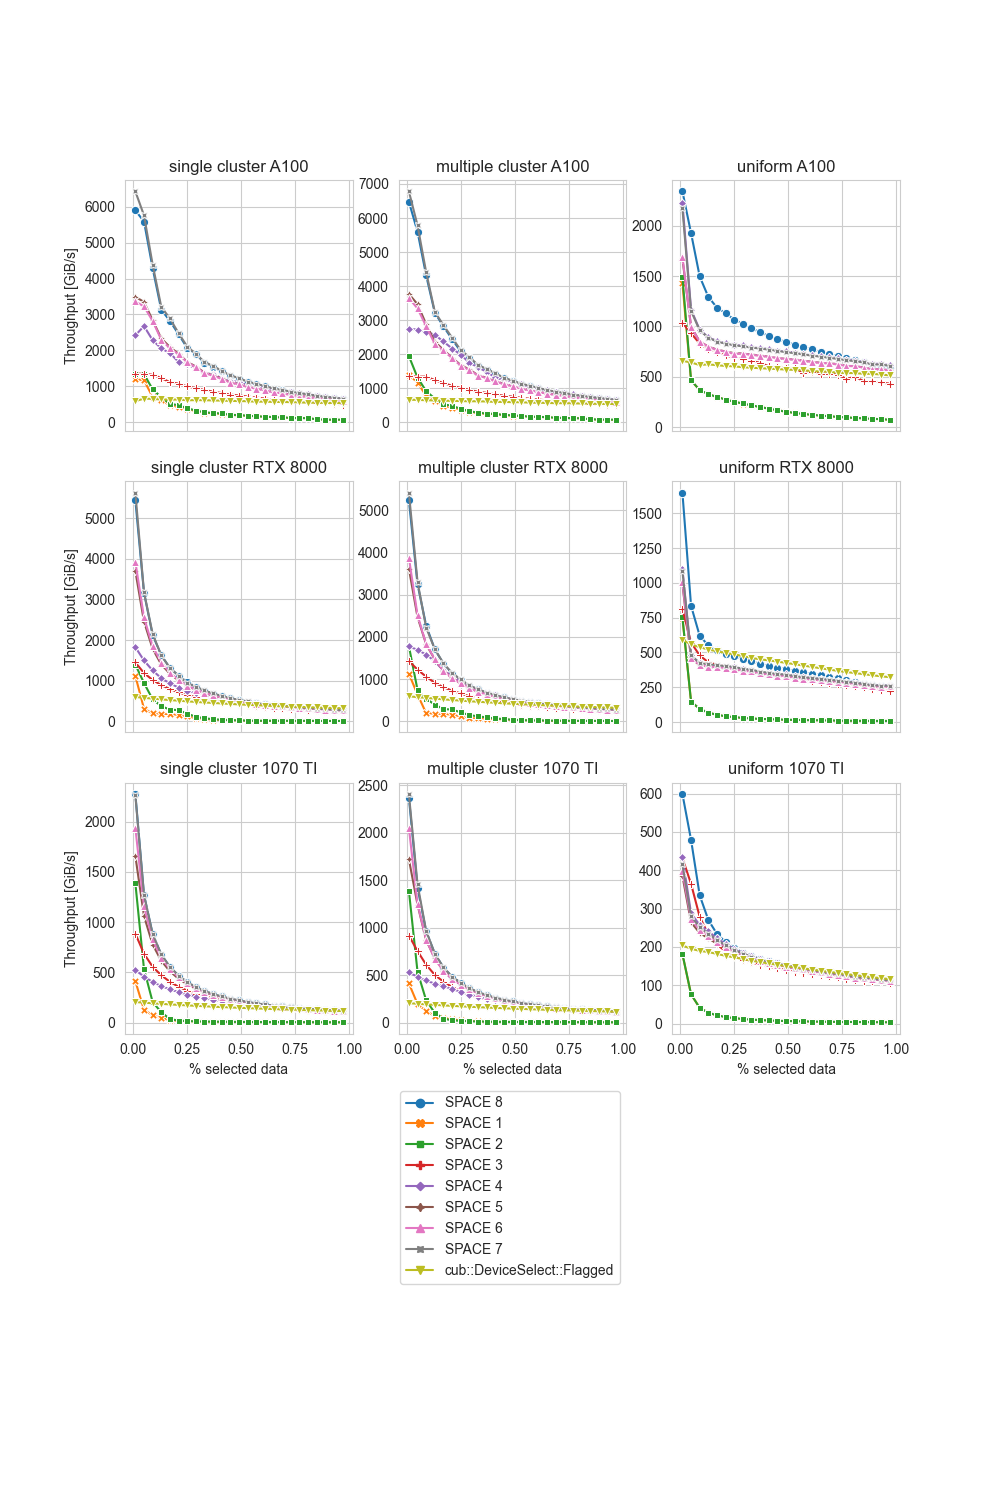 single cluster A100
multiple cluster A100
uniform A100
Throughput [GiB/s]
6000
5000
4000
3000
2000
1000
0
7000
6000
5000
4000
3000
2000
1000
0
2000
1500
1000
500
0
single cluster RTX 8000
multiple cluster RTX 8000
uniform RTX 8000
Throughput [GiB/s]
5000
4000
3000
2000
1000
0
5000
4000
3000
2000
1000
0
1500
1250
1000
750
500
250
0
single cluster 1070 TI
multiple cluster 1070 TI
uniform 1070 TI
Throughput [GiB/s]
2000
1500
1000
500
0
2500
2000
1500
1000
500
0
600
500
400
300
200
100
0
0.00 0.25 0.50 0.75 1.00
0.00 0.25 0.50 0.75 1.00
0.00 0.25 0.50 0.75 1.00
% selected data
% selected data
% selected data
SPACE 8
SPACE 1
SPACE 2
SPACE 3
SPACE 4
SPACE 5
SPACE 6
SPACE 7
cub::DeviceSelect::Flagged